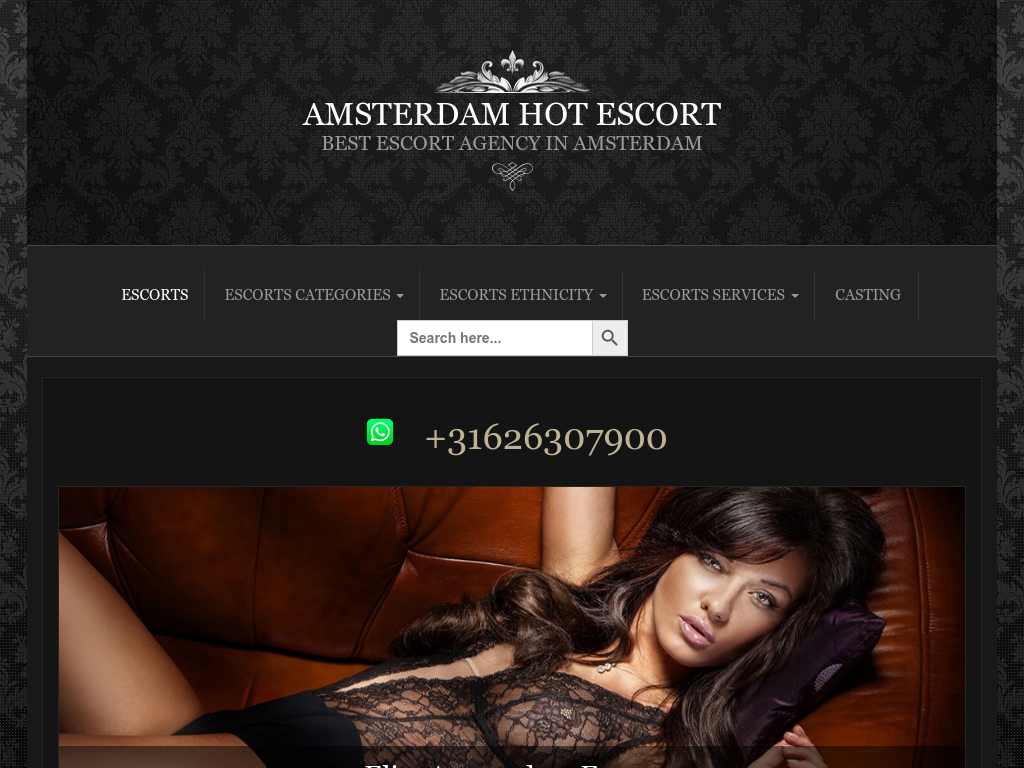 AMSTERDAM HOT ESCORT
BEST ESCORT AGENCY IN AMSTERDAM
ESCORTS ESCORTS CATEGORIES ESCORTS ETHNICITY ESCORTS SERVICES CASTING
Search here...
+31626307900